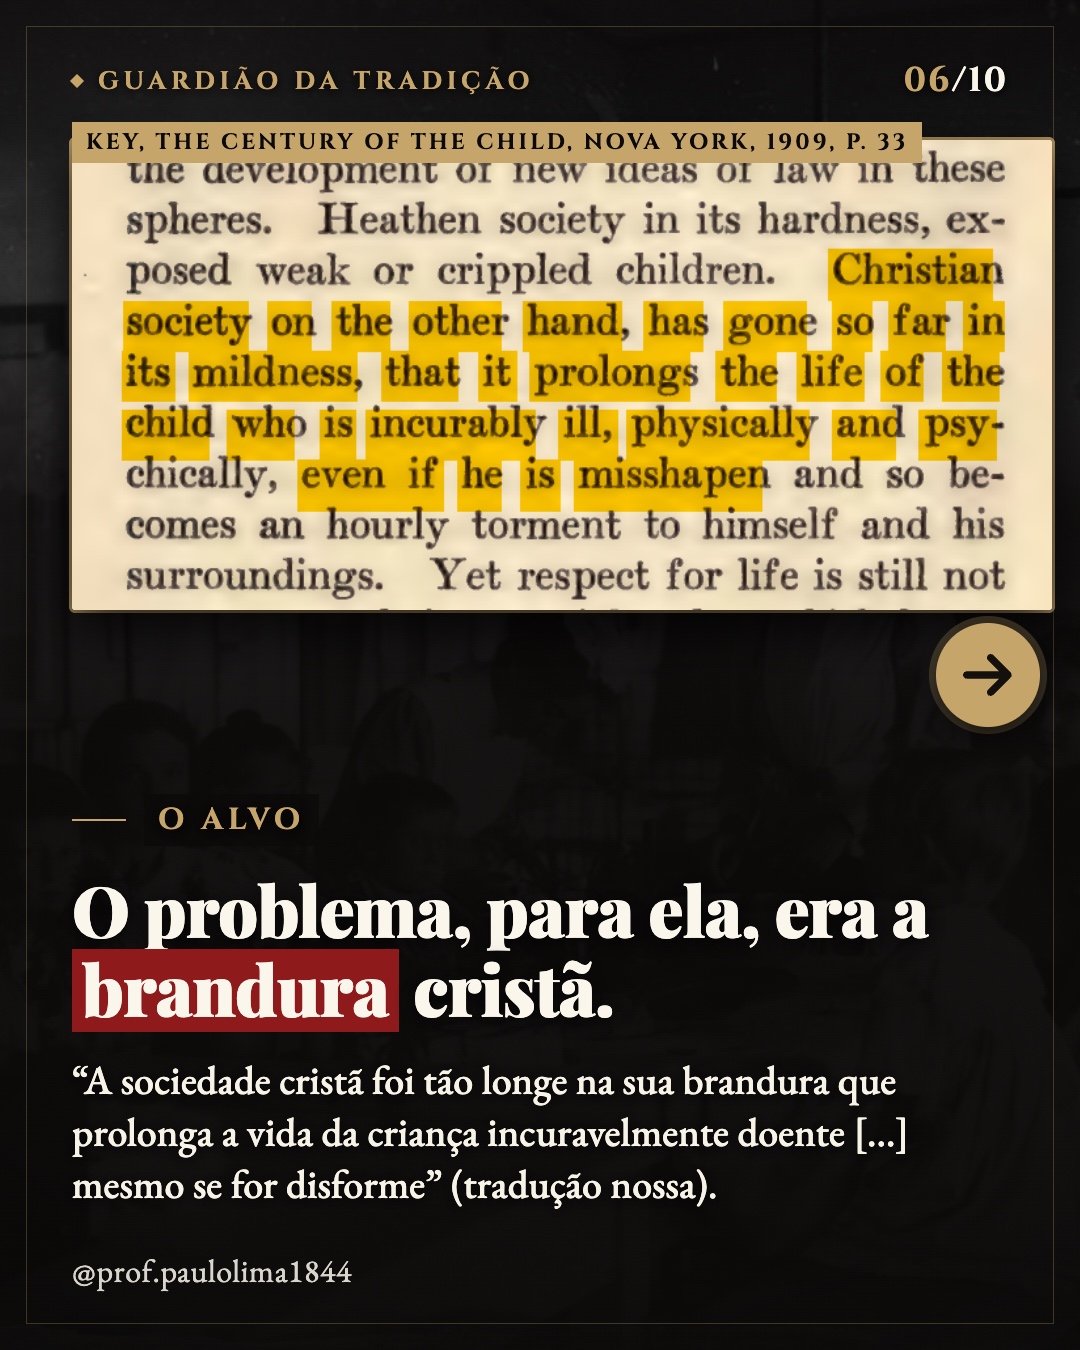 ◆ GUARDIÃO DA TRADIÇÃO
06/10
KEY, THE CENTURY OF THE CHILD, NOVA YORK, 1909, P. 33
the development of new ideas of law in these
spheres. Heathen society in its hardness, ex-
posed weak or crippled children. Christian
society on the other hand, has gone so far in
its mildness, that it prolongs the life of the
child who is incurably ill, physically and psy-
chically, even if he is misshapen and so be-
comes an hourly torment to himself and his
surroundings. Yet respect for life is still not
O ALVO
O problema, para ela, era a
brandura cristã.
“A sociedade cristã foi tão longe na sua brandura que
prolonga a vida da criança incuravelmente doente [...]
mesmo se for disforme” (tradução nossa).
@prof.paulolima1844